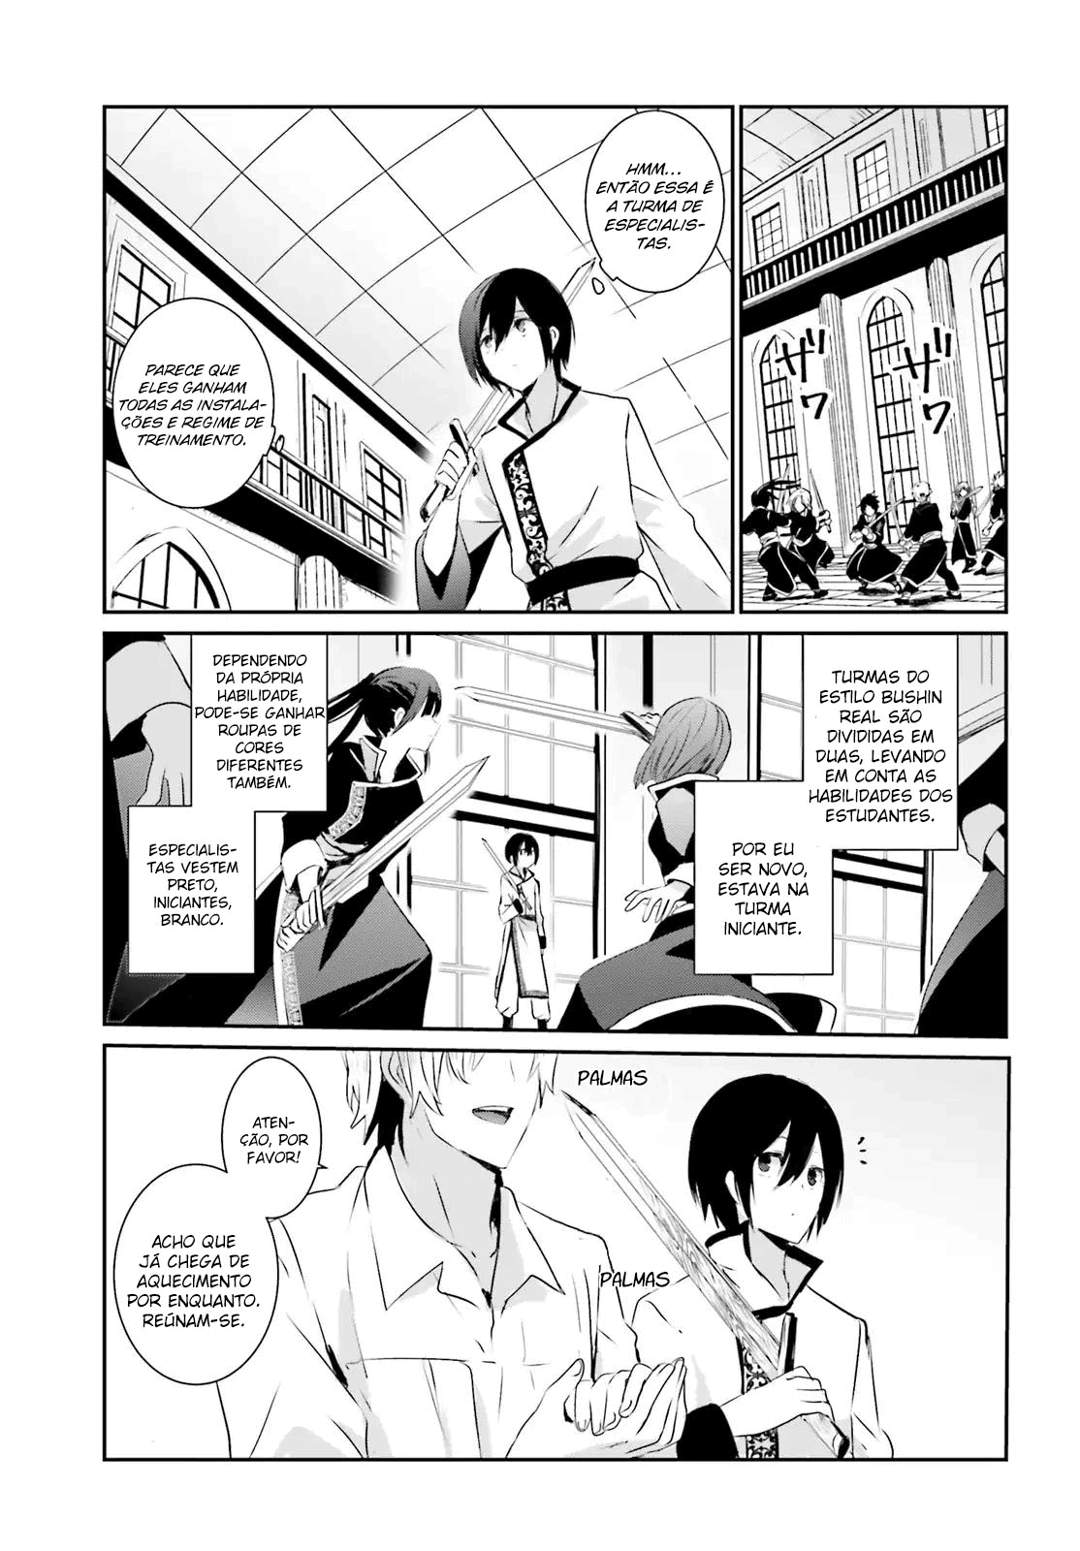 ザワ
ザワ
HMM...
ENTÃO ESSA É
A TURMA DE
ESPECIALIS-
TAS.
PARECE QUE
ELES GANHAM
TODAS AS INSTALA-
ÇÕES E REGIME DE
TREINAMENTO.
TURMAS DO
ESTILO BUSHIN
REAL SÃO
DIVIDIDAS EM
DUAS, LEVANDO
EM CONTA AS
HABILIDADES DOS
ESTUDANTES.
POR EU
SER NOVO,
ESTAVA NA
TURMA
INICIANTE.
DEPENDENDO
DA PRÓPRIA
HABILIDADE,
PODE-SE GANHAR
ROUPAS DE
CORES
DIFERENTES
TAMBÉM.
ESPECIALIS-
TAS VESTEM
PRETO,
INICIANTES,
BRANCO.
PALMAS
PALMAS
ATEN-
ÇÃO, POR
FAVOR!
ACHO QUE
JÁ CHEGA DE
AQUECIMENTO
POR ENQUANTO.
REÚNAM-SE.